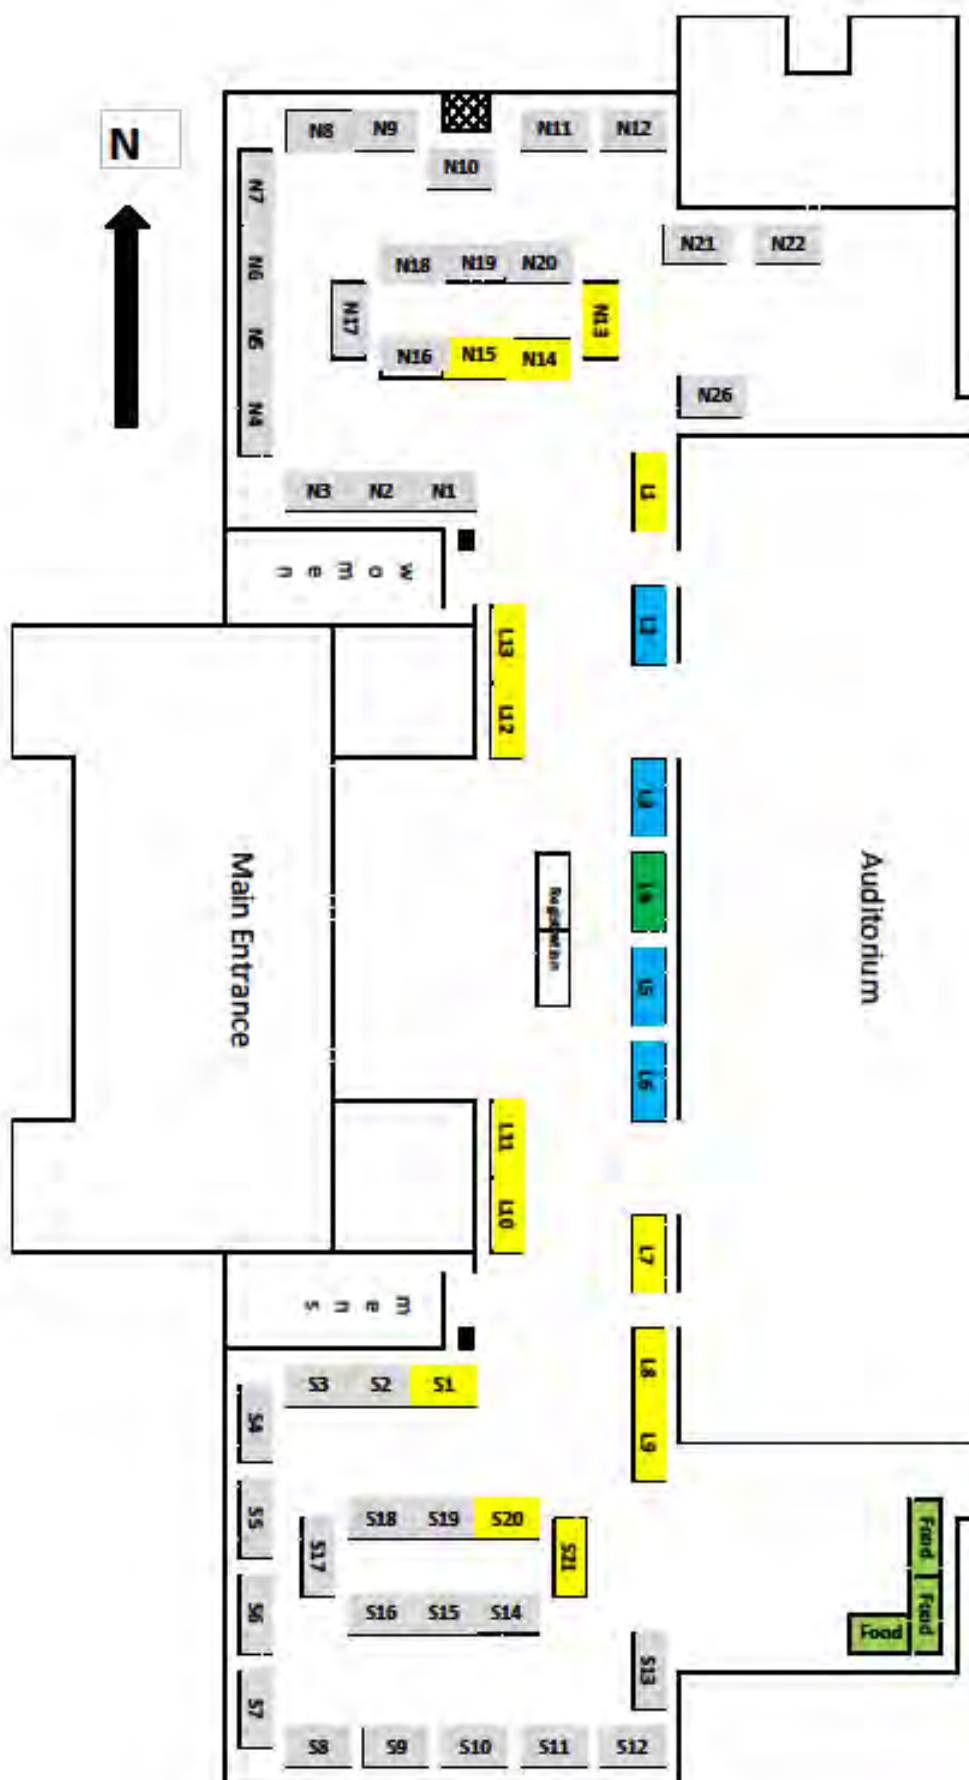 N
N8 N9 N11 N12
N10
N7
N6
N5
N4
N21 N22
N18 N19 N20
N17
N13
N16 N15 N14
N26
N3 N2 N1
L1
women
L2
L13
L12
L3
L4
L5
L6
Registration
Main Entrance
Auditorium
L11
L10
L7
mens
L8
L9
S3 S2 S1
S4
S5
S6
S7
S18 S19 S20
S17
S21
S16 S15 S14
S13
Food
Food
Food
S8 S9 S10 S11 S12